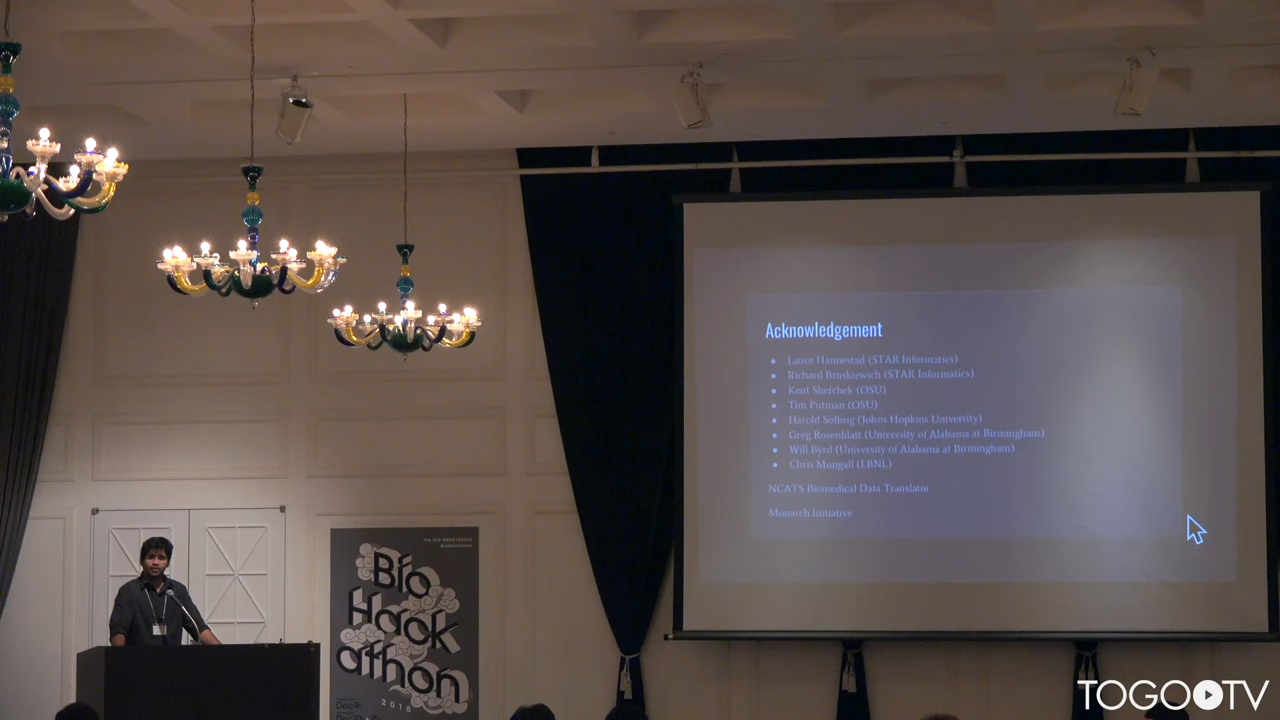 Acknowledgement
● Lance Hannestad (STAR Informatics)
● Richard Bruskiewich (STAR Informatics)
● Kent Shefchek (OSU)
● Tim Putman (OSU)
● Harold Solbrig (Johns Hopkins University)
● Greg Rosenblatt (University of Alabama at Birmingham)
● Will Byrd (University of Alabama at Birmingham)
● Chris Mungall (LBNL)
NCATS Biomedical Data Translator
Monarch Initiative
Bio
Hack
athon
2018
TOGO TV